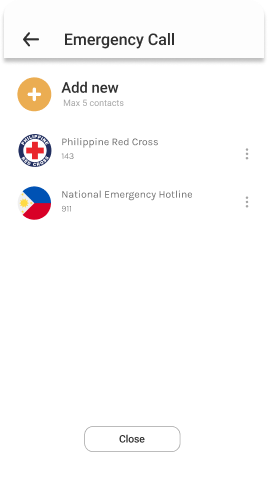 Emergency Call
Add new
Max 5 contacts
PHILIPPINE
RED CROSS
Philippine Red Cross
143
National Emergency Hotline
911
Close